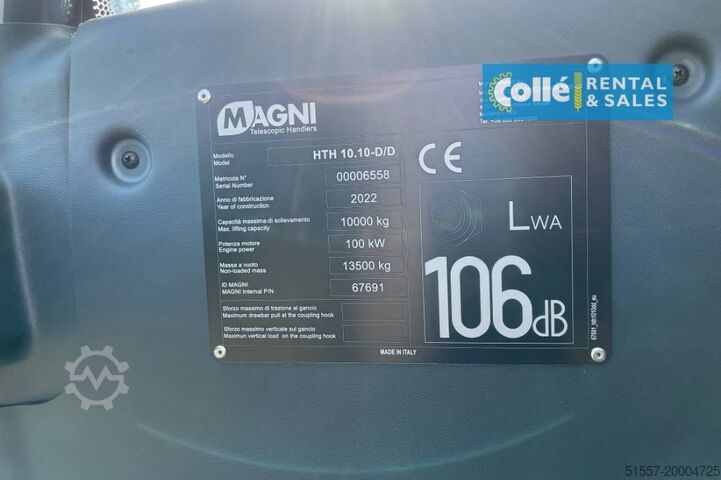 Collé RENTAL
& SALES
MAGNI
Telescopic Handlers
Modello
Model
HTH 10.10-D/D
Matricola N°
Serial Number
00006558
Anno di fabbricazione
Year of construction
2022
Capacità massima di sollevamento
Max. lifting capacity
10000 kg
Potenza motore
Engine power
100 kW
Massa a vuoto
Non-loaded mass
13500 kg
ID MAGNI
MAGNI Internal PIN
67691
Sforzo massimo di trazione al gancio
Maximum drawbar pull at the coupling hook
Sforzo massimo verticale sul gancio
Maximun vertical load on the coupling hook
MADE IN ITALY
CE
LWA
106dB
67691_hth1010dd_eu
51557-20004725